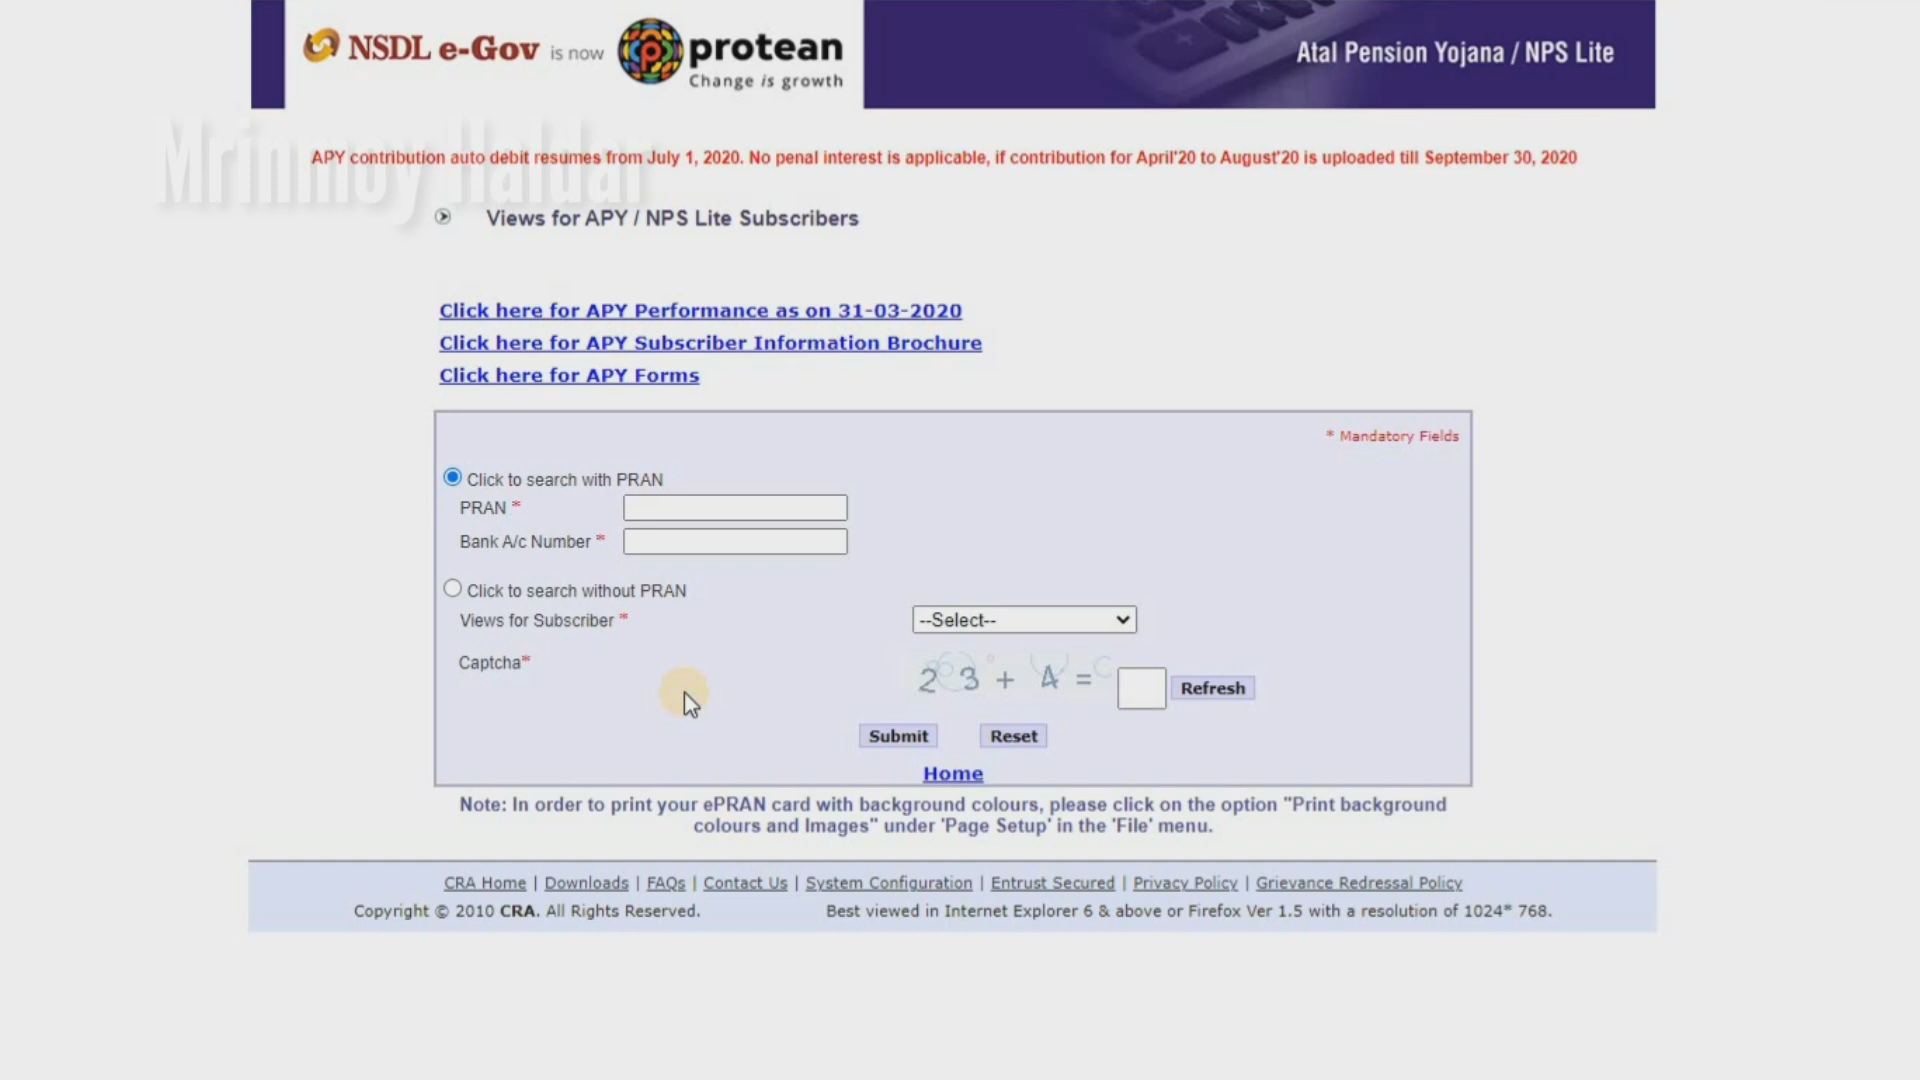 NSDL e-Gov is now protean
Change is growth
Atal Pension Yojana / NPS Lite
Mrinmoy Haldar
APY contribution auto debit resumes from July 1, 2020. No penal interest is applicable, if contribution for April'20 to August'20 is uploaded till September 30, 2020
Views for APY / NPS Lite Subscribers
Click here for APY Performance as on 31-03-2020
Click here for APY Subscriber Information Brochure
Click here for APY Forms
* Mandatory Fields
Click to search with PRAN
PRAN *
Bank A/c Number *
Click to search without PRAN
Views for Subscriber * --Select--
Captcha* 23 + 4 = Refresh
Submit Reset
Home
Note: In order to print your ePRAN card with background colours, please click on the option "Print background
colours and Images" under 'Page Setup' in the 'File' menu.
CRA Home | Downloads | FAQs | Contact Us | System Configuration | Entrust Secured | Privacy Policy | Grievance Redressal Policy
Copyright © 2010 CRA. All Rights Reserved. Best viewed in Internet Explorer 6 & above or Firefox Ver 1.5 with a resolution of 1024* 768.